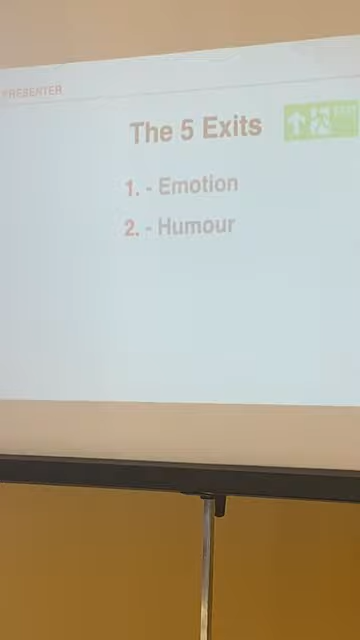 PRESENTER
The 5 Exits
1. - Emotion
2. - Humour